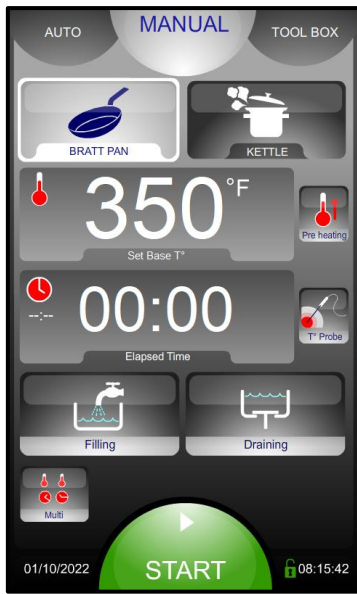 AUTO
MANUAL
TOOL BOX
BRATT PAN
KETTLE
350°F
Set Base T°
Pre heating
--:--
00:00
Elapsed Time
T° Probe
Filling
Draining
Multi
START
01/10/2022
08:15:42